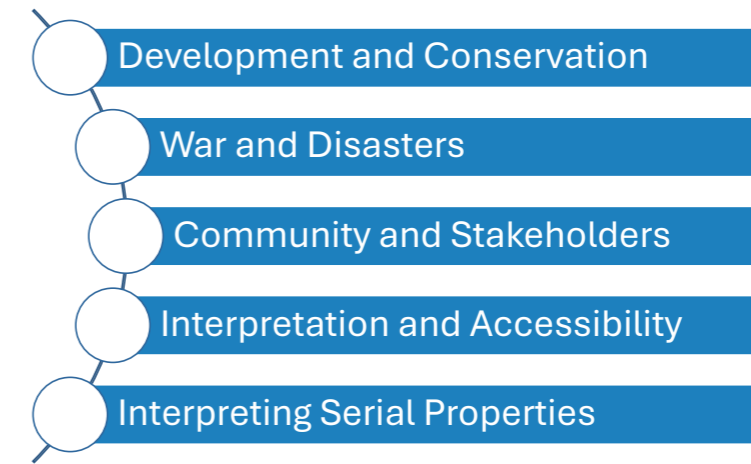 Development and Conservation
War and Disasters
Community and Stakeholders
Interpretation and Accessibility
Interpreting Serial Properties